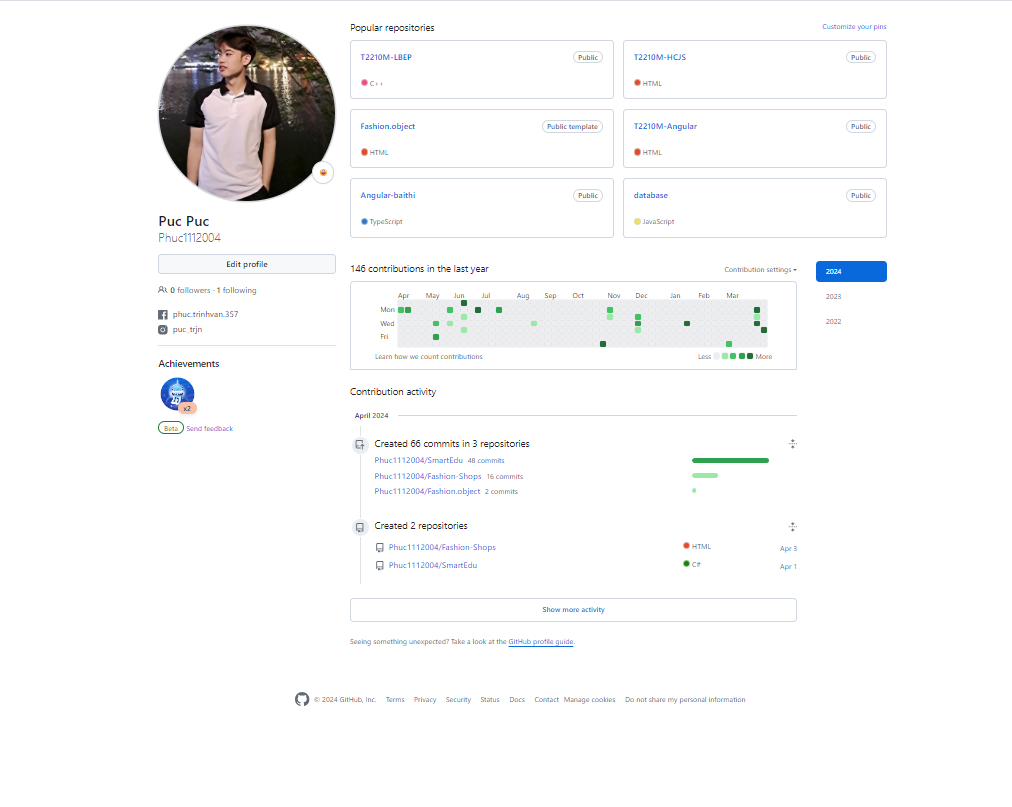 Popular repositories
Customize your pins
T2210M-LBEP Public
C++
T2210M-HCJS Public
HTML
Fashion.object Public template
HTML
T2210M-Angular Public
HTML
Angular-baithi Public
TypeScript
database Public
JavaScript
Puc Puc
Phuc1112004
Edit profile
0 followers · 1 following
phuc.trinhvan.357
puc_trjn
Achievements
x2
Beta Send feedback
146 contributions in the last year
Contribution settings
2024
2023
2022
Apr May Jun Jul Aug Sep Oct Nov Dec Jan Feb Mar
Mon
Wed
Fri
Learn how we count contributions
Less More
Contribution activity
April 2024
Created 66 commits in 3 repositories
Phuc1112004/SmartEdu 48 commits
Phuc1112004/Fashion-Shops 16 commits
Phuc1112004/Fashion.object 2 commits
Created 2 repositories
Phuc1112004/Fashion-Shops HTML Apr 3
Phuc1112004/SmartEdu C# Apr 1
Show more activity
Seeing something unexpected? Take a look at the GitHub profile guide.
© 2024 GitHub, Inc. Terms Privacy Security Status Docs Contact Manage cookies Do not share my personal information